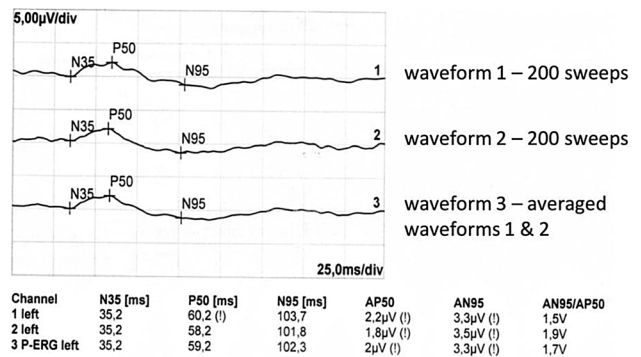 5,00µV/div
N35 P50 N95 1 waveform 1 – 200 sweeps
N35 P50 N95 2 waveform 2 – 200 sweeps
N35 P50 N95 3 waveform 3 – averaged
waveforms 1 & 2
25,0ms/div
Channel N35 [ms] P50 [ms] N95 [ms] AP50 AN95 AN95/AP50
1 left 35,2 60,2 (!) 103,7 2,2µV (!) 3,3µV (!) 1,5V
2 left 35,2 58,2 101,8 1,8µV (!) 3,5µV (!) 1,9V
3 P-ERG left 35,2 59,2 102,3 2µV (!) 3,3µV (!) 1,7V